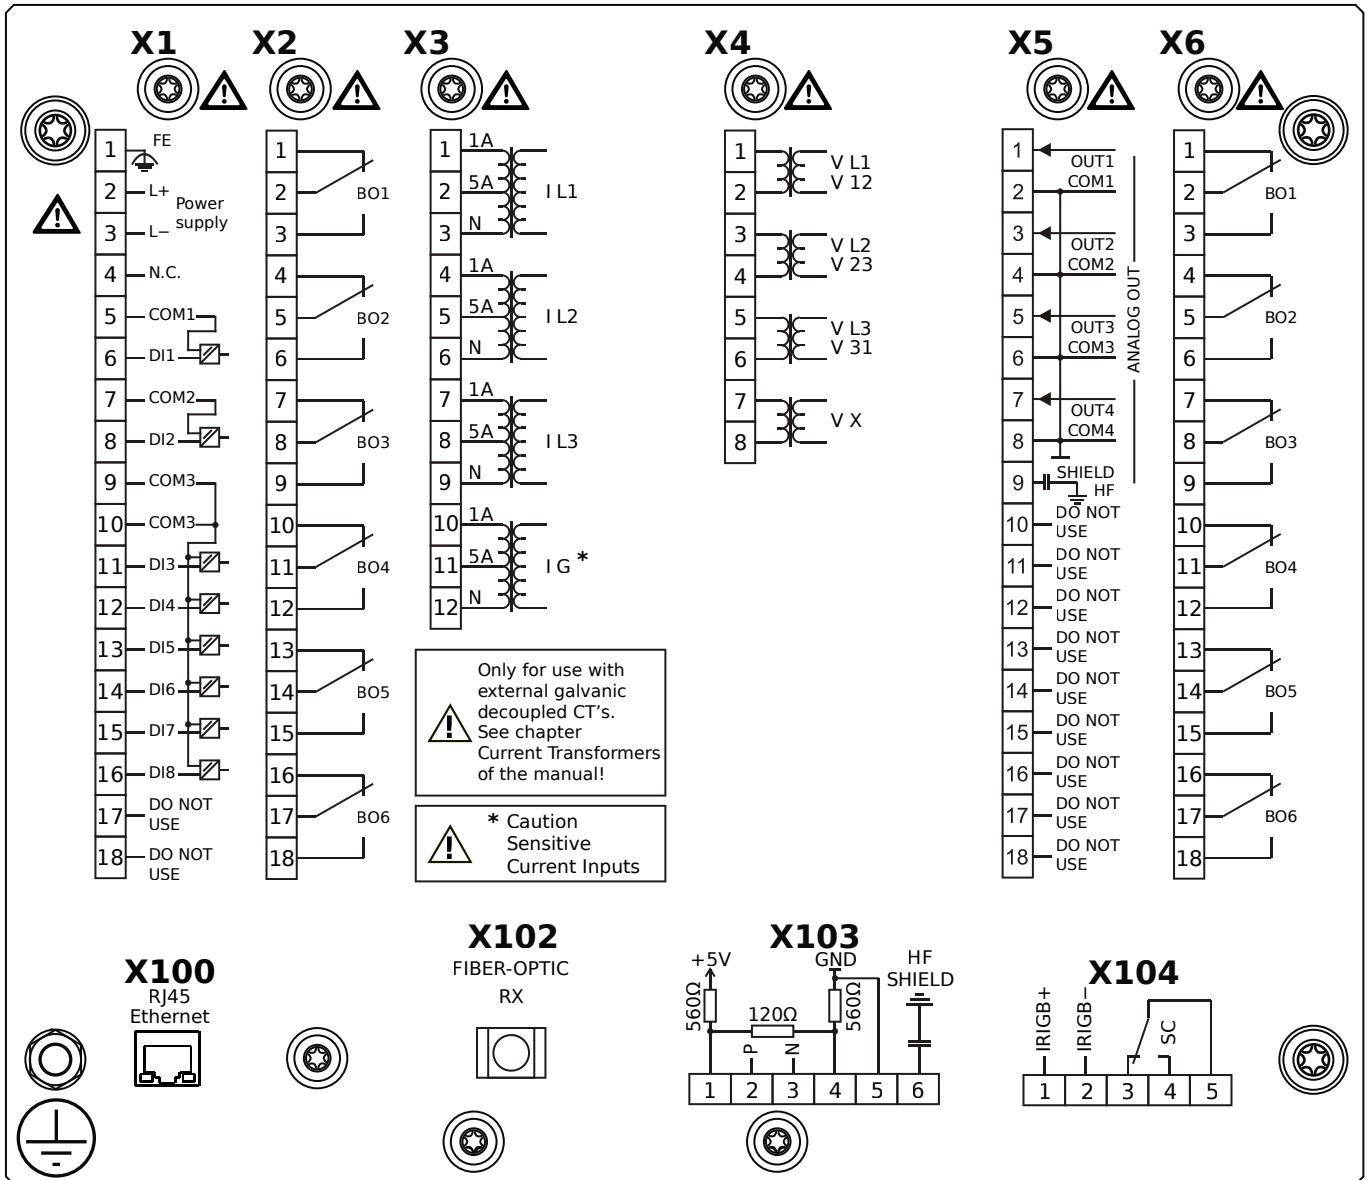 X1
X2
X3
X4
X5
X6
1 FE
2 L+
Power
supply
3 L−
4 N.C.
5 COM1
6 DI1
7 COM2
8 DI2
9 COM3
10 COM3
11 DI3
12 DI4
13 DI5
14 DI6
15 DI7
16 DI8
17 DO NOT
USE
18 DO NOT
USE
1
2 BO1
3
4
5 BO2
6
7
8 BO3
9
10
11 BO4
12
13
14 BO5
15
16
17 BO6
18
1 1A
2 5A I L1
3 N
4 1A
5 5A I L2
6 N
7 1A
8 5A I L3
9 N
10 1A
11 5A I G *
12 N
Only for use with
external galvanic
decoupled CT's.
See chapter
Current Transformers
of the manual!
* Caution
Sensitive
Current Inputs
1 V L1
2 V 12
3 V L2
4 V 23
5 V L3
6 V 31
7 V X
8
1 OUT1
2 COM1
3 OUT2
4 COM2
5 OUT3
6 COM3
7 OUT4
8 COM4
ANALOG OUT
9 SHIELD
HF
10 DO NOT
USE
11 DO NOT
USE
12 DO NOT
USE
13 DO NOT
USE
14 DO NOT
USE
15 DO NOT
USE
16 DO NOT
USE
17 DO NOT
USE
18 DO NOT
USE
1
2 BO1
3
4
5 BO2
6
7
8 BO3
9
10
11 BO4
12
13
14 BO5
15
16
17 BO6
18
X100
RJ45
Ethernet
X102
FIBER-OPTIC
RX
X103
+5V
GND
HF
SHIELD
560Ω
120Ω
560Ω
P
N
1 2 3 4 5 6
X104
IRIGB+
IRIGB−
SC
1 2 3 4 5